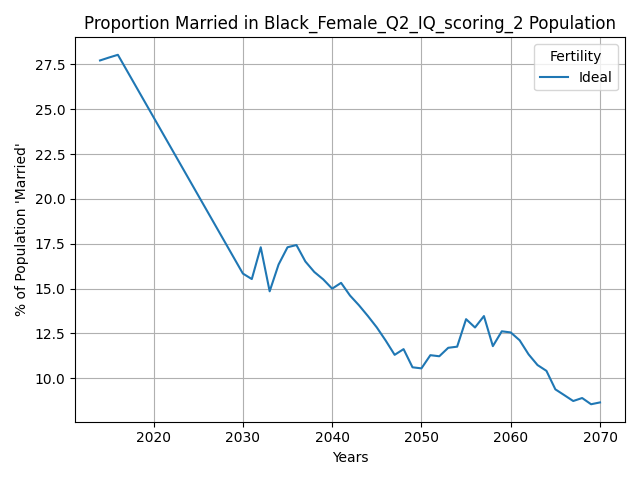 Proportion Married in Black_Female_Q2_IQ_scoring_2 Population
Fertility
Ideal
27.5
25.0
22.5
20.0
17.5
15.0
12.5
10.0
% of Population 'Married'
2020 2030 2040 2050 2060 2070
Years